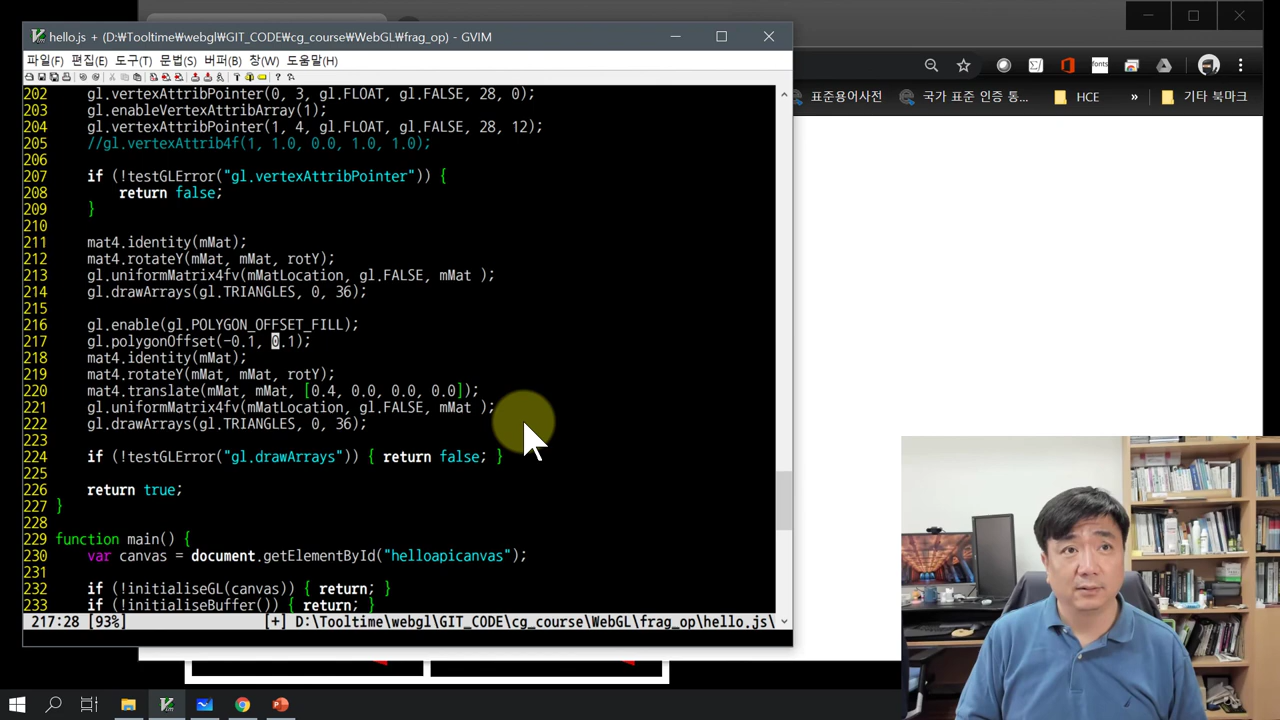 hello.js + (D:₩Tooltime₩webgl₩GIT_CODE₩cg_course₩WebGL₩frag_op) - GVIM
파일(F) 편집(E) 도구(T) 문법(S) 버퍼(B) 창(W) 도움말(H)
fonts
표준용어사전 국가 표준 인증 통... HCE » 기타 북마크
202 gl.vertexAttribPointer(0, 3, gl.FLOAT, gl.FALSE, 28, 0);
203 gl.enableVertexAttribArray(1);
204 gl.vertexAttribPointer(1, 4, gl.FLOAT, gl.FALSE, 28, 12);
205 //gl.vertexAttrib4f(1, 1.0, 0.0, 1.0, 1.0);
206
207 if (!testGLError("gl.vertexAttribPointer")) {
208 return false;
209 }
210
211 mat4.identity(mMat);
212 mat4.rotateY(mMat, mMat, rotY);
213 gl.uniformMatrix4fv(mMatLocation, gl.FALSE, mMat );
214 gl.drawArrays(gl.TRIANGLES, 0, 36);
215
216 gl.enable(gl.POLYGON_OFFSET_FILL);
217 gl.polygonOffset(-0.1, 0.1);
218 mat4.identity(mMat);
219 mat4.rotateY(mMat, mMat, rotY);
220 mat4.translate(mMat, mMat, [0.4, 0.0, 0.0, 0.0]);
221 gl.uniformMatrix4fv(mMatLocation, gl.FALSE, mMat );
222 gl.drawArrays(gl.TRIANGLES, 0, 36);
223
224 if (!testGLError("gl.drawArrays")) { return false; }
225
226 return true;
227 }
228
229 function main() {
230 var canvas = document.getElementById("helloapicanvas");
231
232 if (!initialiseGL(canvas)) { return; }
233 if (!initialiseBuffer()) { return; }
217:28 [93%] [+] D:\Tooltime\webgl\GIT_CODE\cg_course\WebGL\frag_op\hello.js\